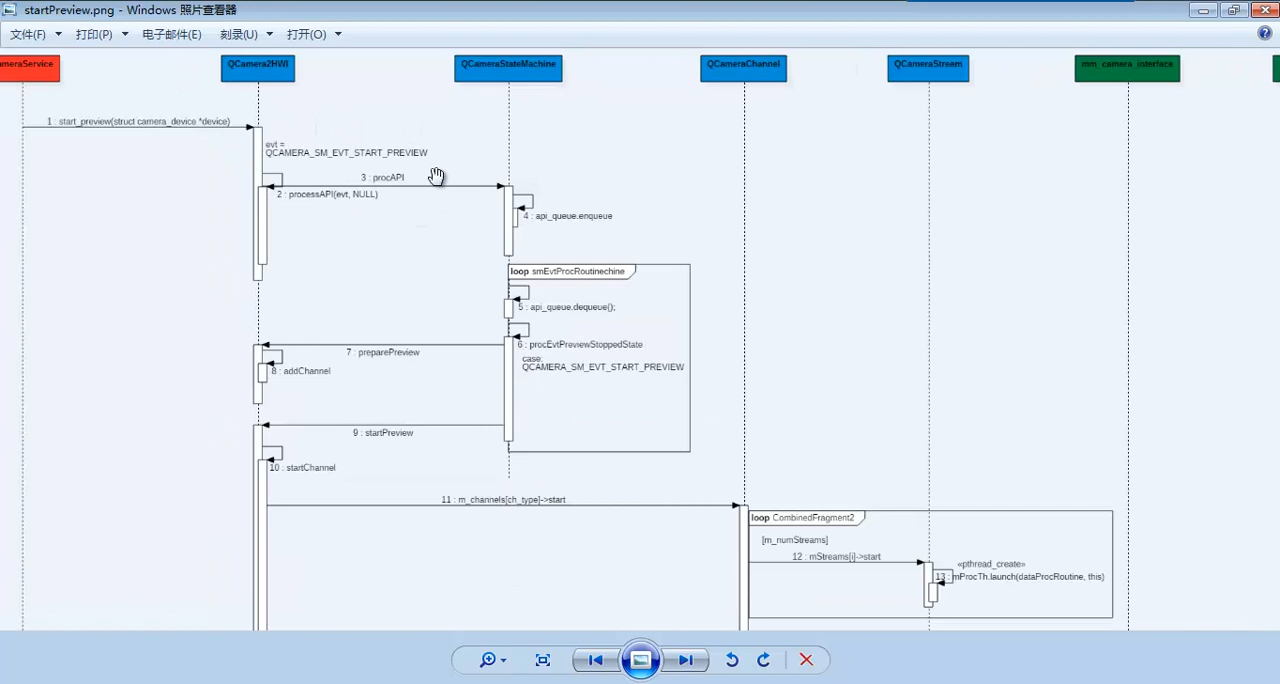 startPreview.png - Windows 照片查看器
文件(F) 打印(P) 电子邮件(E) 刻录(U) 打开(O)
meraService QCamera2HWI QCameraStateMachine QCameraChannel QCameraStreem mm_camera_interface
1 : start_preview(struct camera_device *device)
evt =
QCAMERA_SM_EVT_START_PREVIEW
3 : procAPI
2 : processAPI(evt, NULL)
4 : api_queue.enqueue
loop smEvtProcRoutinechine
5 : api_queue.dequeue();
6 : procEvtPreviewStoppedState
7 : preparePreview
case:
QCAMERA_SM_EVT_START_PREVIEW
8 : addChannel
9 : startPreview
10 : startChannel
11 : m_channels[ch_type]->start
loop CombinedFragment2
[m_numStreams]
12 : mStreams[i]->start
«pthread_create»
13 : mProcTh.launch(dataProcRoutine, this)